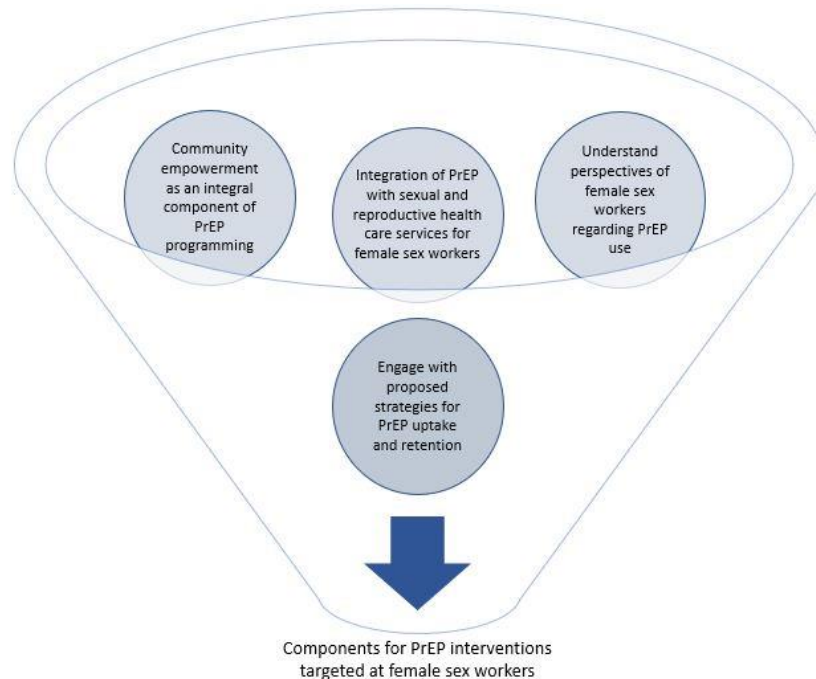 Community
empowerment
as an integral
component of
PrEP
programming
Integration of PrEP
with sexual and
reproductive health
care services for
female sex workers
Understand
perspectives of
female sex
workers
regarding PrEP
use
Engage with
proposed
strategies for
PrEP uptake
and retention
Components for PrEP interventions
targeted at female sex workers